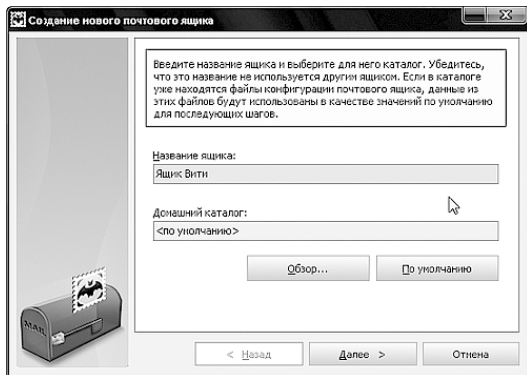 Создание нового почтового ящика
Введите название ящика и выберите для него каталог. Убедитесь,
что это название не используется другим ящиком. Если в каталоге
уже находятся файлы конфигурации почтового ящика, данные из
этих файлов будут использованы в качестве значений по умолчанию
для последующих шагов.
Название ящика:
Ящик Вити
Домашний каталог:
<по умолчанию>
Обзор...
По умолчанию
MAIL
< Назад
Далее >
Отмена